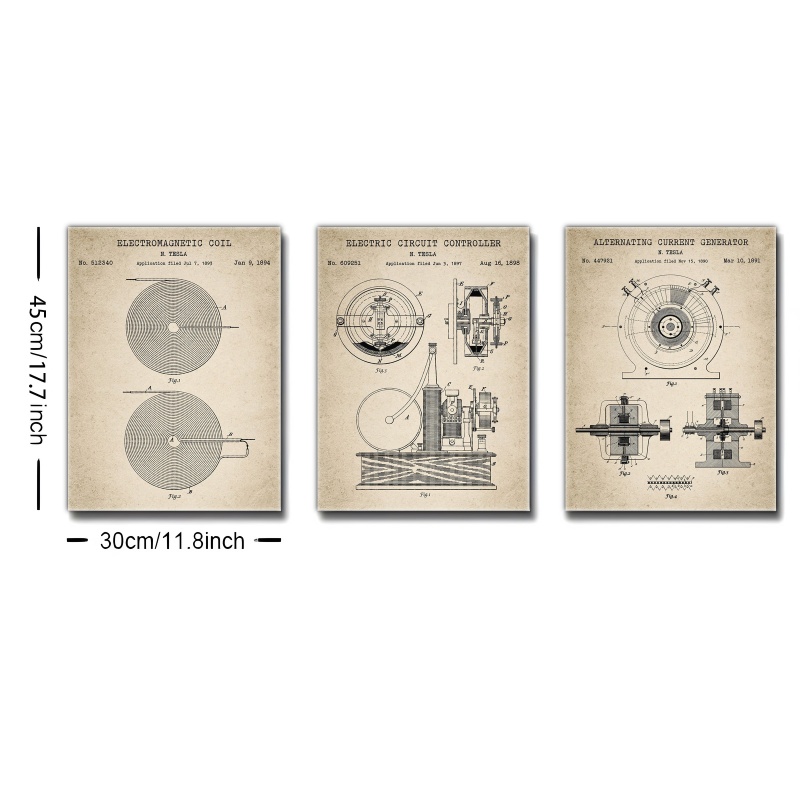 45cm/17.7inch
30cm/11.8inch
ELECTROMAGNETIC COIL
N. TESLA
No. 512340
Application filed Jul 7, 1893
Jan 9, 1894
A
Fig.1
A
B
Fig.2
ELECTRIC CIRCUIT CONTROLLER
N. TESLA
No. 609251
Application filed Jun 3, 1897
Aug 16, 1898
Fig.3
Fig.2
A
Fig.1
ALTERNATING CURRENT GENERATOR
N. TESLA
No. 447921
Application filed Nov 15, 1890
Mar 10, 1891
Fig.1
Fig.2
Fig.3
Fig.4